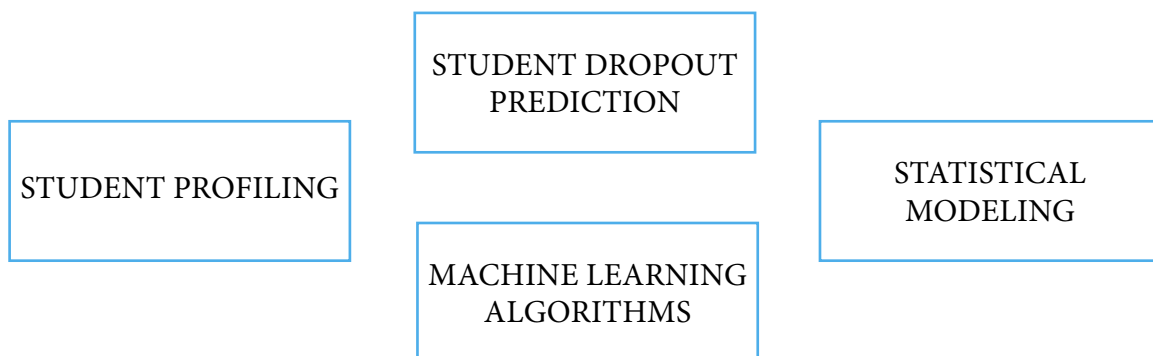 STUDENT DROPOUT
PREDICTION
STUDENT PROFILING
STATISTICAL
MODELING
MACHINE LEARNING
ALGORITHMS